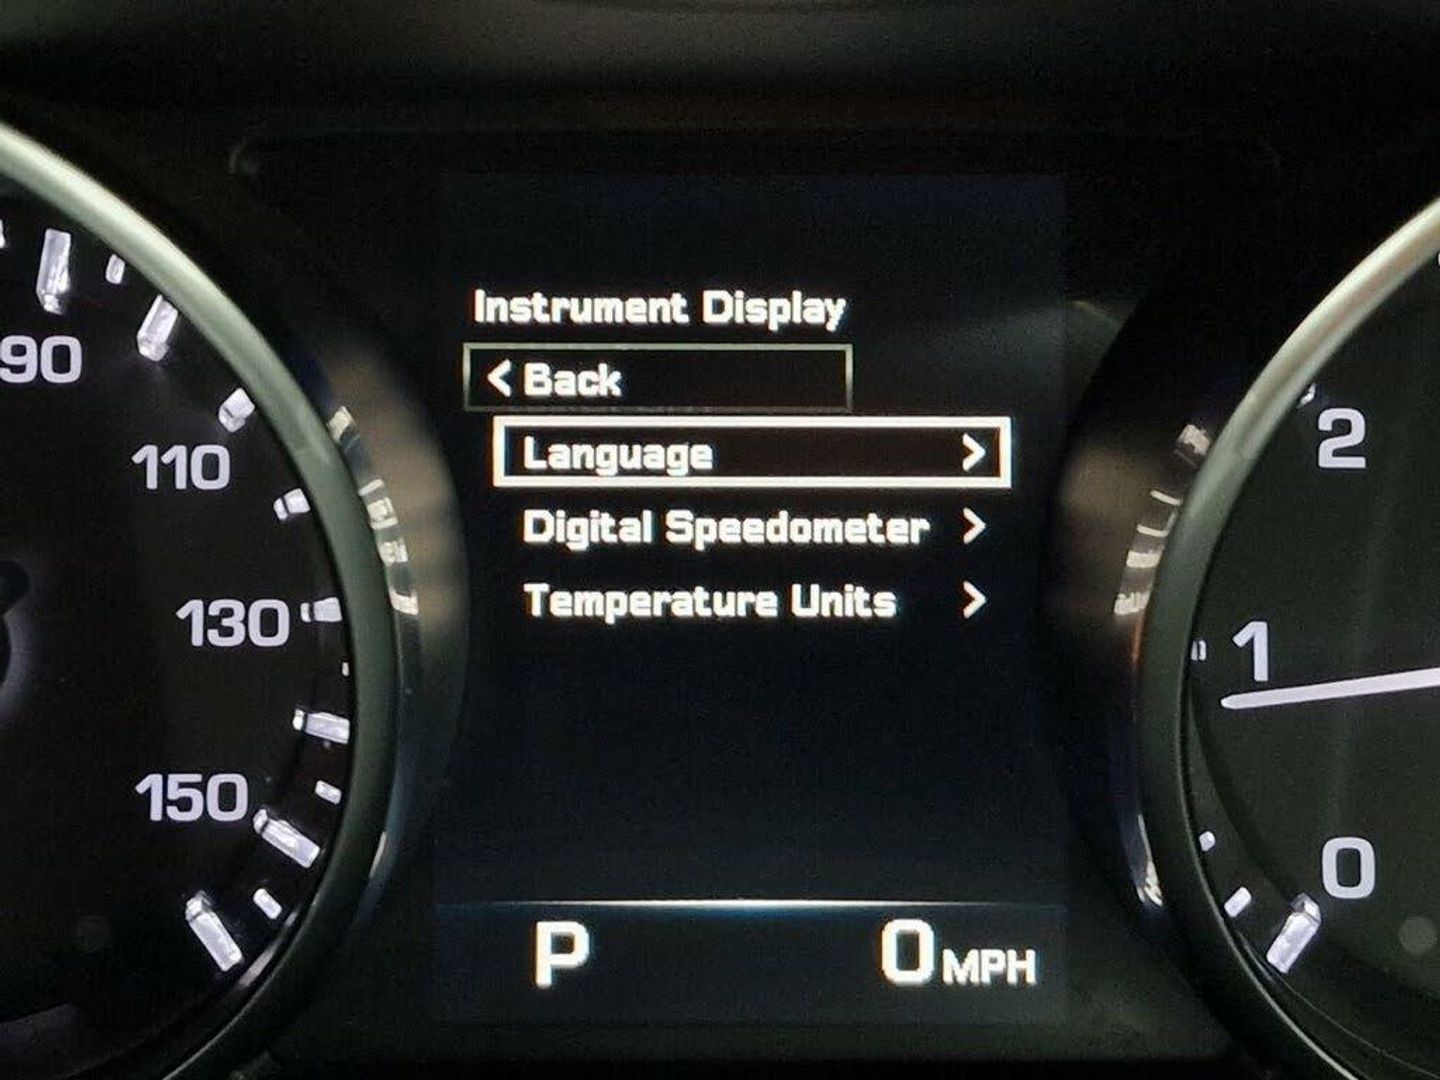 Instrument Display
< Back
Language >
Digital Speedometer >
Temperature Units >
90
110
130
150
2
1
0
P
0 MPH